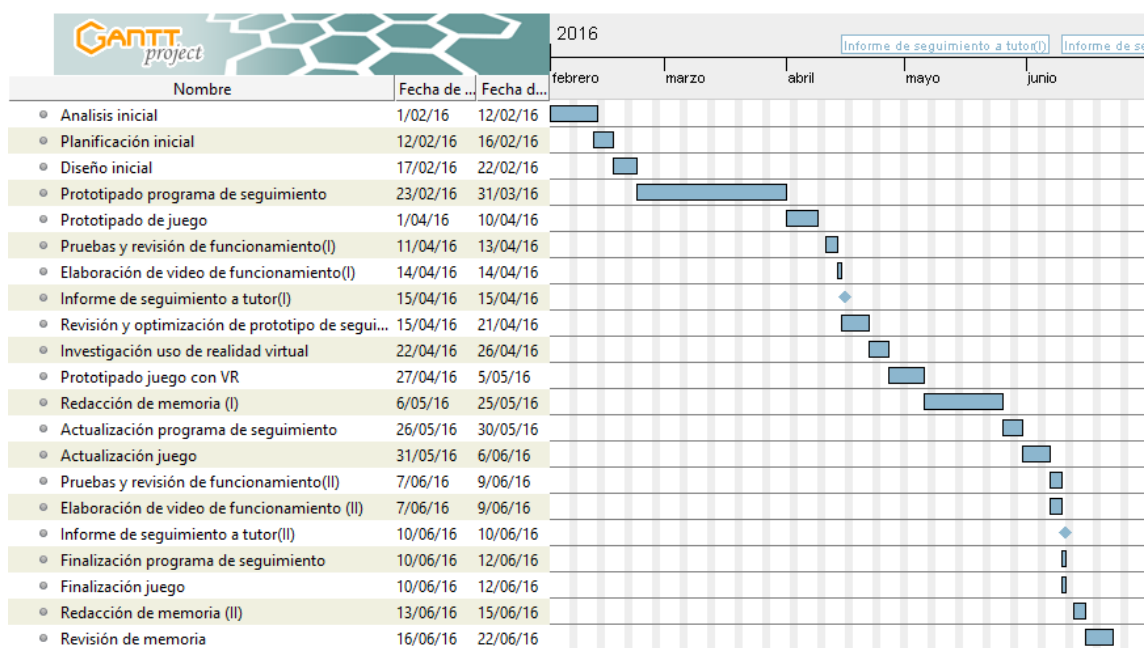 GANTT project
2016
Informe de seguimiento a tutor(I) Informe de se
febrero marzo abril mayo junio
Nombre Fecha de ... Fecha d...
Analisis inicial 1/02/16 12/02/16
Planificación inicial 12/02/16 16/02/16
Diseño inicial 17/02/16 22/02/16
Prototipado programa de seguimiento 23/02/16 31/03/16
Prototipado de juego 1/04/16 10/04/16
Pruebas y revisión de funcionamiento(I) 11/04/16 13/04/16
Elaboración de video de funcionamiento(I) 14/04/16 14/04/16
Informe de seguimiento a tutor(I) 15/04/16 15/04/16
Revisión y optimización de prototipo de segui... 15/04/16 21/04/16
Investigación uso de realidad virtual 22/04/16 26/04/16
Prototipado juego con VR 27/04/16 5/05/16
Redacción de memoria (I) 6/05/16 25/05/16
Actualización programa de seguimiento 26/05/16 30/05/16
Actualización juego 31/05/16 6/06/16
Pruebas y revisión de funcionamiento(II) 7/06/16 9/06/16
Elaboración de video de funcionamiento (II) 7/06/16 9/06/16
Informe de seguimiento a tutor(II) 10/06/16 10/06/16
Finalización programa de seguimiento 10/06/16 12/06/16
Finalización juego 10/06/16 12/06/16
Redacción de memoria (II) 13/06/16 15/06/16
Revisión de memoria 16/06/16 22/06/16